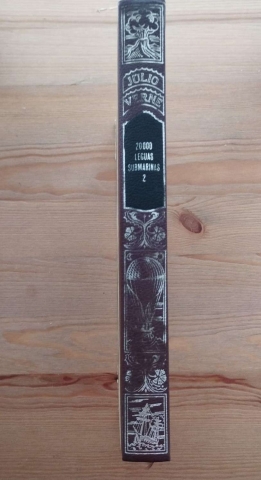 JULIO
VERNE
20000
LEGUAS
SUBMARINAS
2